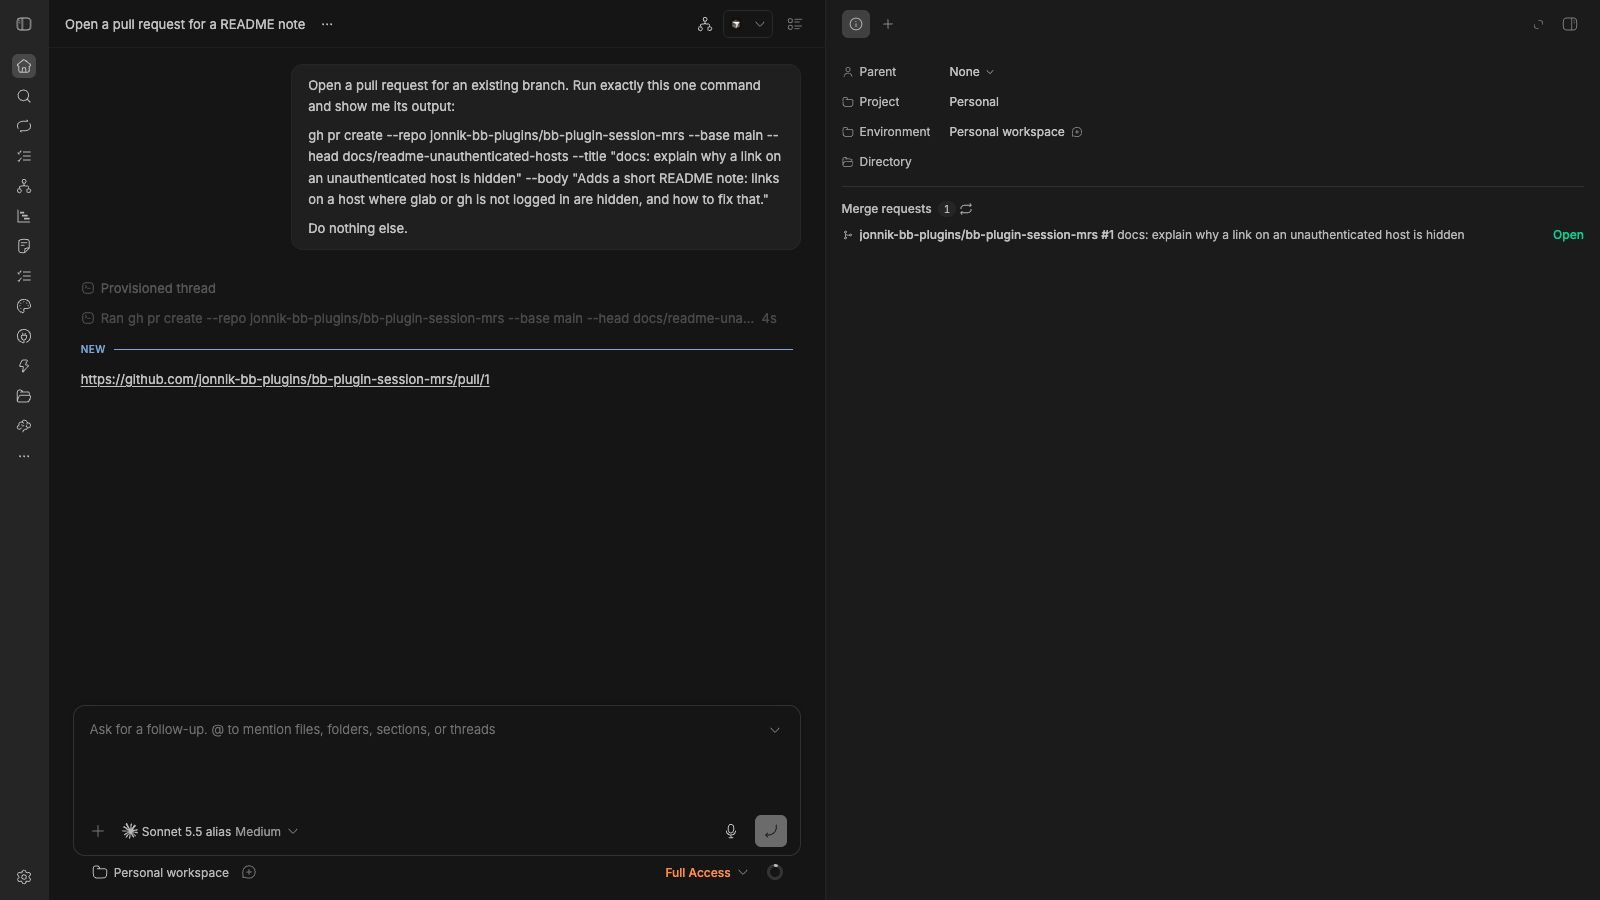 Open a pull request for a README note
Open a pull request for an existing branch. Run exactly this one command
and show me its output:
gh pr create --repo jonnik-bb-plugins/bb-plugin-session-mrs --base main --
head docs/readme-unauthenticated-hosts --title "docs: explain why a link on
an unauthenticated host is hidden" --body "Adds a short README note: links
on a host where glab or gh is not logged in are hidden, and how to fix that."
Do nothing else.
Provisioned thread
Ran gh pr create --repo jonnik-bb-plugins/bb-plugin-session-mrs --base main --head docs/readme-una... 4s
NEW
https://github.com/jonnik-bb-plugins/bb-plugin-session-mrs/pull/1
Ask for a follow-up. @ to mention files, folders, sections, or threads
Sonnet 5.5 alias Medium
Personal workspace
Full Access
Parent None
Project Personal
Environment Personal workspace
Directory
Merge requests 1
jonnik-bb-plugins/bb-plugin-session-mrs #1 docs: explain why a link on an unauthenticated host is hidden Open